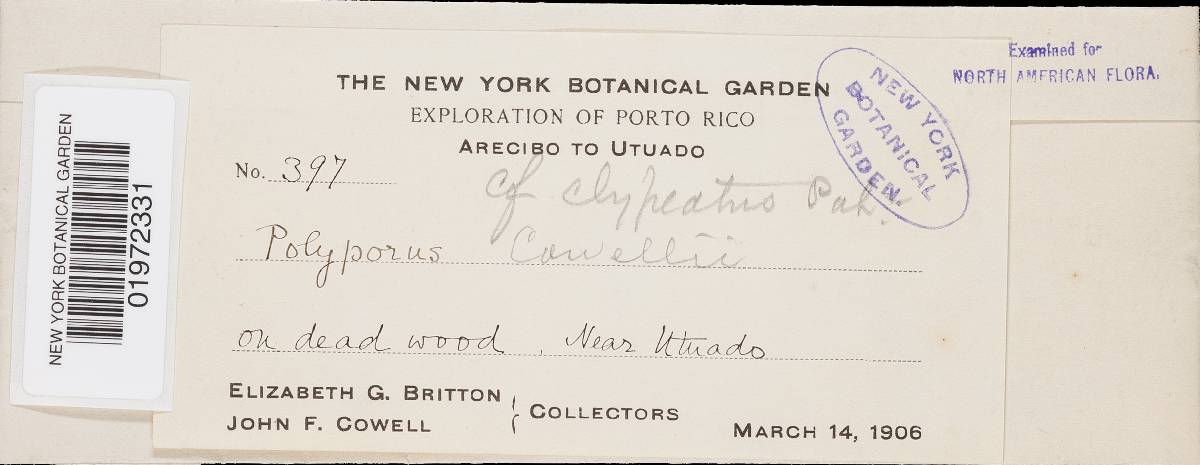 Examined for
NORTH AMERICAN FLORA.
NEW YORK
BOTANICAL
GARDEN.
THE NEW YORK BOTANICAL GARDEN
EXPLORATION OF PORTO RICO
ARECIBO TO UTUADO
No. 397
cf clypeatus Pat.
Polyporus Cowellii
on dead wood. Near Utuado
ELIZABETH G. BRITTON
JOHN F. COWELL
COLLECTORS
MARCH 14, 1906
NEW YORK BOTANICAL GARDEN
01972331